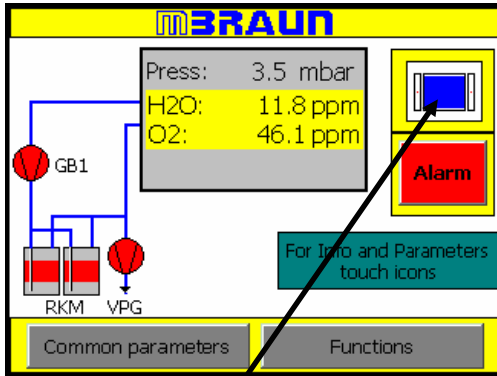 MBRAUN
Press: 3.5 mbar
H2O: 11.8 ppm
O2: 46.1 ppm
GB1
Alarm
For Info and Parameters
touch icons
RKM VPG
Common parameters Functions